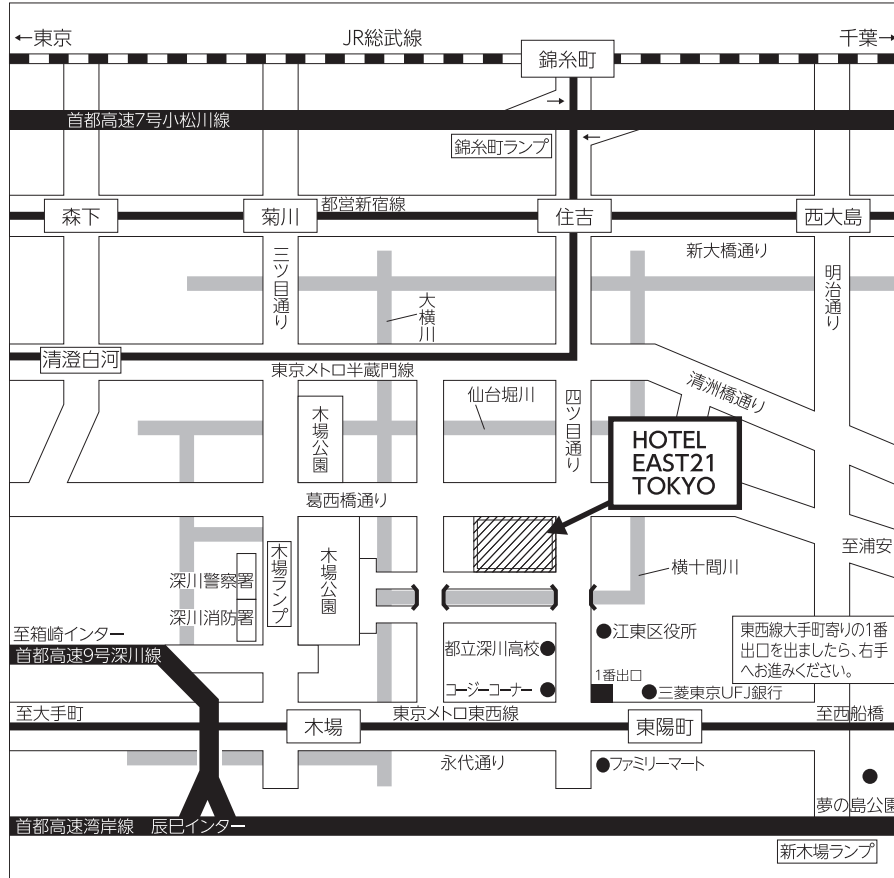 ←東京
JR総武線
千葉→
錦糸町
首都高速7号小松川線
錦糸町ランプ
都営新宿線
森下
菊川
住吉
西大島
新大橋通り
三ツ目通り
大横川
明治通り
清澄白河
東京メトロ半蔵門線
清洲橋通り
仙台堀川
四ツ目通り
木場公園
HOTEL
EAST21
TOKYO
葛西橋通り
至浦安
木場ランプ
木場公園
横十間川
深川警察署
深川消防署
至箱崎インター
首都高速9号深川線
都立深川高校
江東区役所
東西線大手町寄りの1番
出口を出ましたら、右手
へお進みください。
1番出口
コージーコーナー
三菱東京UFJ銀行
至大手町
東京メトロ東西線
至西船橋
木場
東陽町
永代通り
ファミリーマート
夢の島公園
首都高速湾岸線 辰巳インター
新木場ランプ